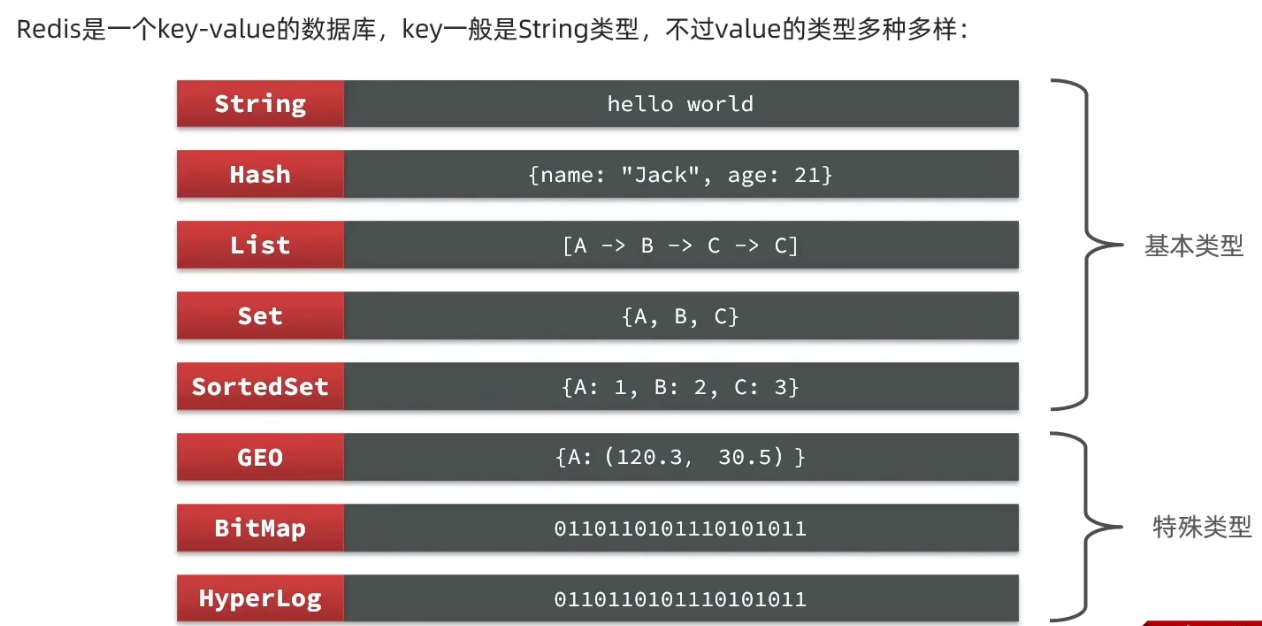 Redis是一个key-value的数据库，key一般是String类型，不过value的类型多种多样：
String hello world
Hash {name: "Jack", age: 21}
List [A -> B -> C -> C]
基本类型
Set {A, B, C}
SortedSet {A: 1, B: 2, C: 3}
GEO {A:（120.3, 30.5）}
BitMap 0110110101110101011
特殊类型
HyperLog 0110110101110101011